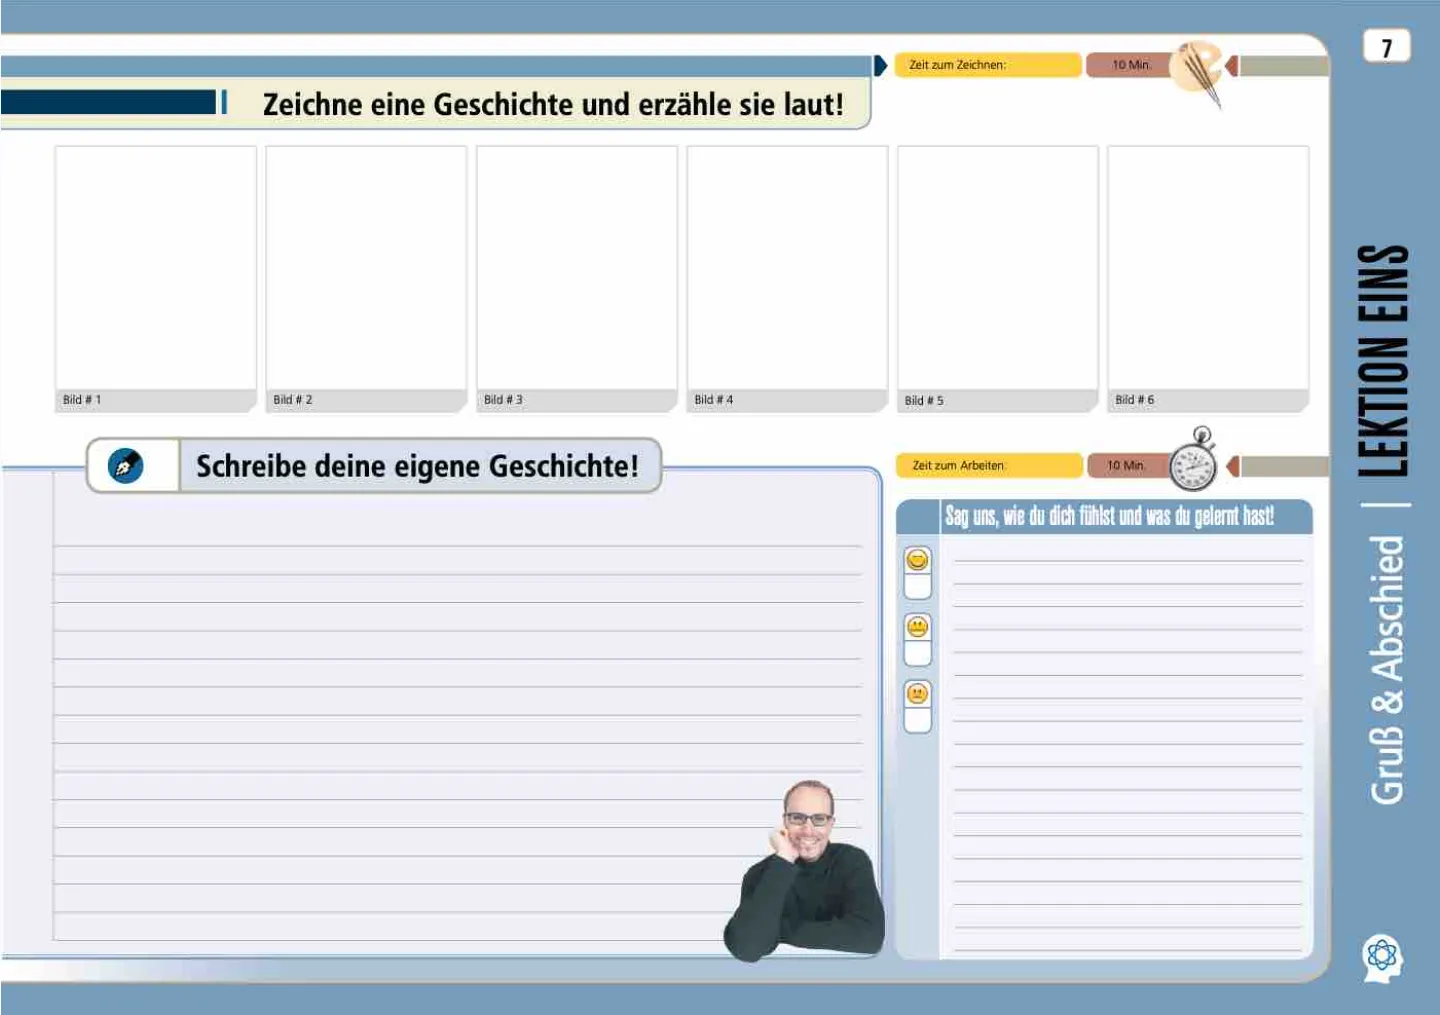 7
Zeit zum Zeichnen:
10 Min.
Zeichne eine Geschichte und erzähle sie laut!
Bild # 1
Bild # 2
Bild # 3
Bild # 4
Bild # 5
Bild # 6
Schreibe deine eigene Geschichte!
Zeit zum Arbeiten:
10 Min.
Sag uns, wie du dich fühlst und was du gelernt hast!
LEKTION EINS
Gruß & Abschied